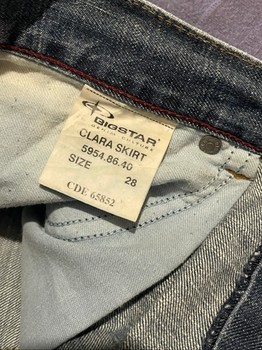 BIGSTAR
CLARA SKIRT
5954.86.40
SIZE
28
CDE 65852